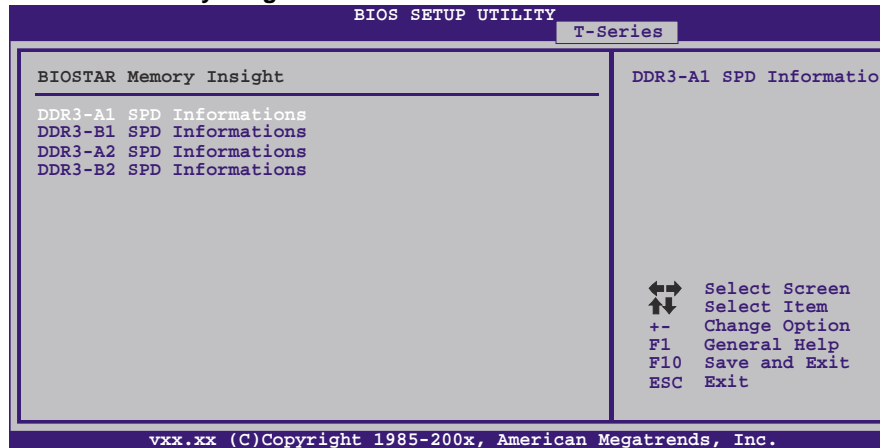 BIOS SETUP UTILITY
T-Series
BIOSTAR Memory Insight
DDR3-A1 SPD Informations
DDR3-B1 SPD Informations
DDR3-A2 SPD Informations
DDR3-B2 SPD Informations
DDR3-A1 SPD Informatio
Select Screen
Select Item
+- Change Option
F1 General Help
F10 Save and Exit
ESC Exit
vxx.xx (C)Copyright 1985-200x, American Megatrends, Inc.